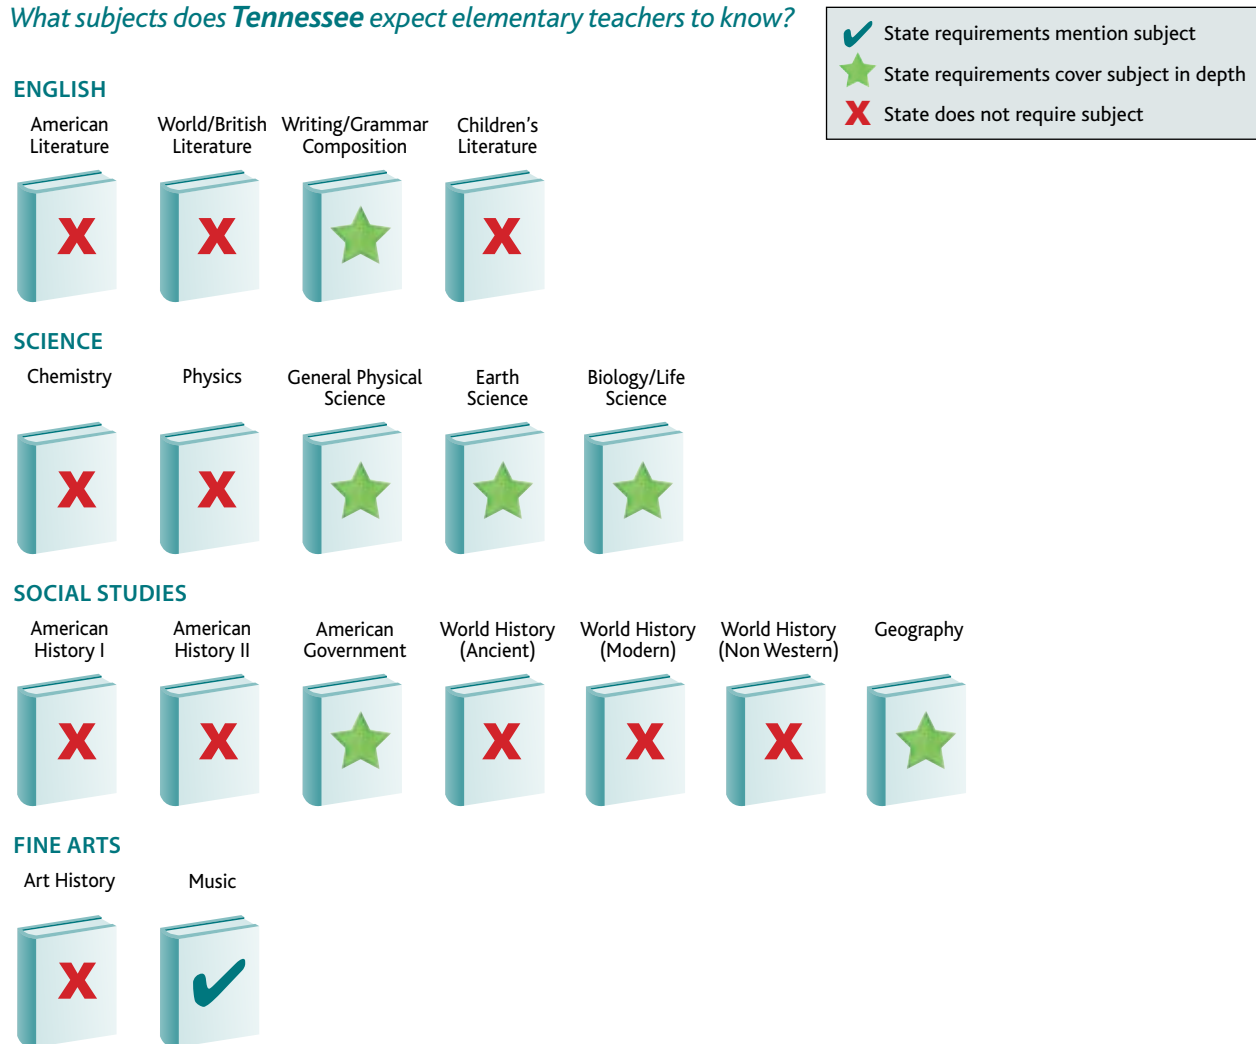 What subjects does Tennessee expect elementary teachers to know?
State requirements mention subject
State requirements cover subject in depth
State does not require subject
ENGLISH
American
Literature
World/British
Literature
Writing/Grammar
Composition
Children's
Literature
SCIENCE
Chemistry
Physics
General Physical
Science
Earth
Science
Biology/Life
Science
SOCIAL STUDIES
American
History I
American
History II
American
Government
World History
(Ancient)
World History
(Modern)
World History
(Non Western)
Geography
FINE ARTS
Art History
Music